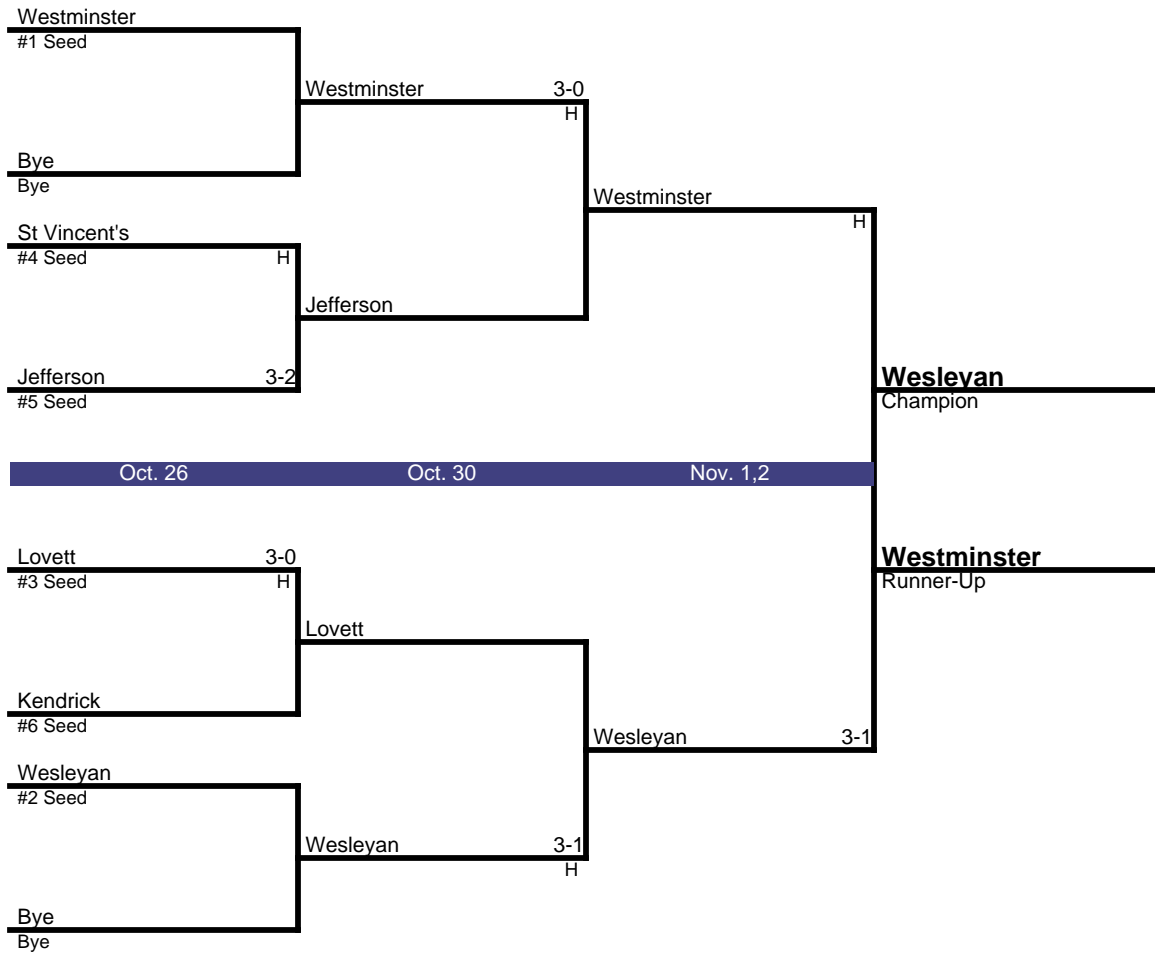 Westminster
#1 Seed
Westminster 3-0
H
Bye
Bye
Westminster
H
St Vincent's
#4 Seed H
Jefferson
Jefferson 3-2
#5 Seed
Wesleyan
Champion
Oct. 26 Oct. 30 Nov. 1,2
Lovett 3-0
#3 Seed H
Westminster
Runner-Up
Lovett
Kendrick
#6 Seed
Wesleyan 3-1
Wesleyan
#2 Seed
Wesleyan 3-1
H
Bye
Bye